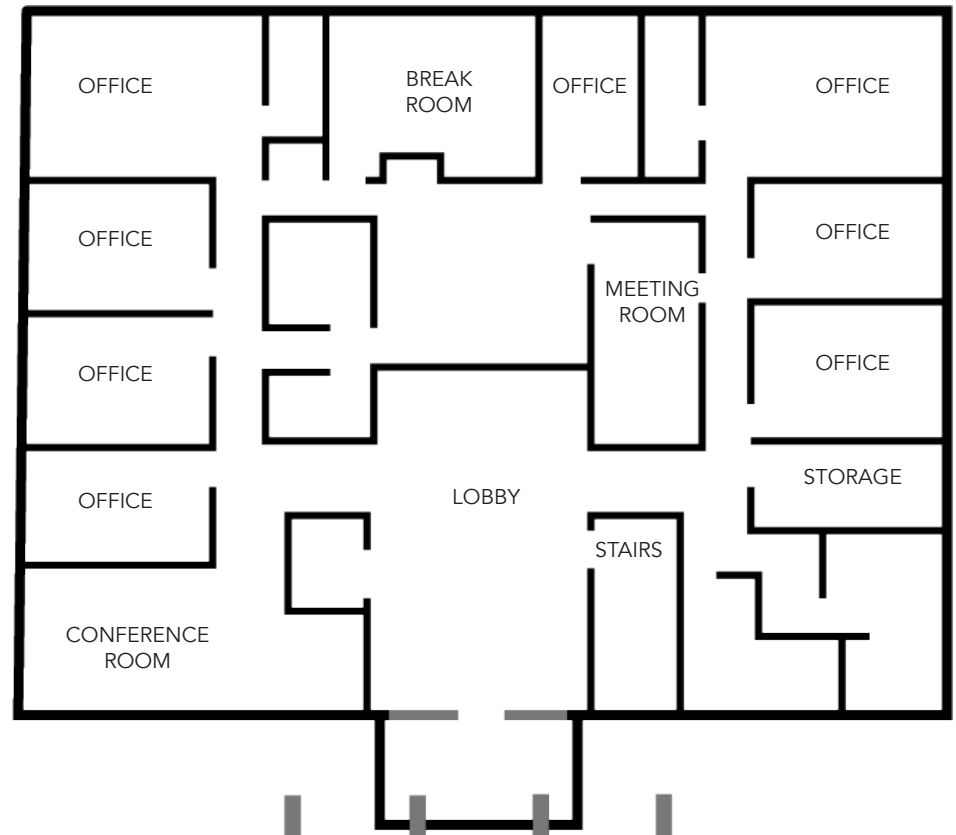 OFFICE
BREAK
ROOM
OFFICE
OFFICE
OFFICE
OFFICE
MEETING
ROOM
OFFICE
OFFICE
STORAGE
OFFICE
LOBBY
STAIRS
CONFERENCE
ROOM